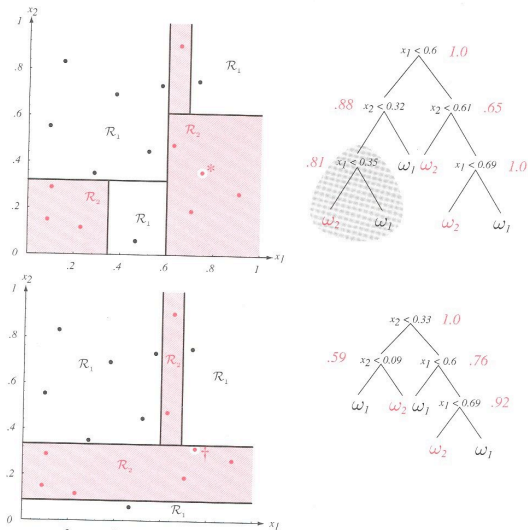 x2
1
.8
.6
.4
.2
0
.2
.4
.6
.8
1
x1
R1
R1
R2
*
R2
R1
x1 < 0.6 1.0
.88 x2 < 0.32 x2 < 0.61 .65
.81 x1 < 0.35 ω1 ω2 x1 < 0.69 1.0
ω2 ω1 ω2 ω1
x2
1
.8
.6
.4
.2
0
x1
R1
R2
R1
R2
†
R1
x2 < 0.33 1.0
.59 x2 < 0.09 x1 < 0.6 .76
ω1 ω2 ω1 x1 < 0.69 .92
ω2 ω1